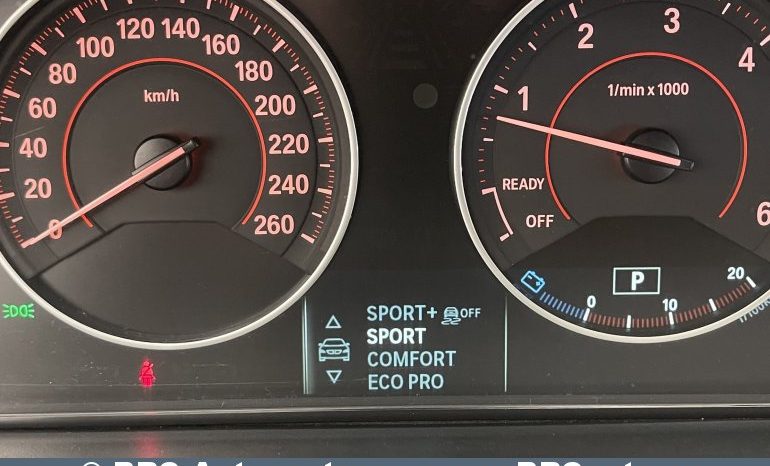 0
20
40
60
80
100
120
140
160
180
200
220
240
260
km/h
1
2
3
4
6
1/min x 1000
READY
OFF
P
0
10
20
SPORT+ OFF
SPORT
COMFORT
ECO PRO